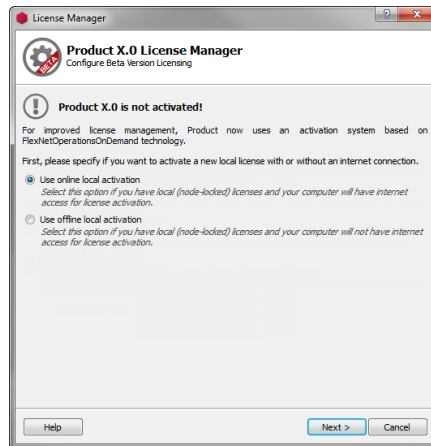 License Manager
?
X
Product X.0 License Manager
Configure Beta Version Licensing
BETA
Product X.0 is not activated!
For improved license management, Product now uses an activation system based on
FlexNetOperationsOnDemand technology.
First, please specify if you want to activate a new local license with or without an internet connection.
Use online local activation
Select this option if you have local (node-locked) licenses and your computer will have internet
access for license activation.
Use offline local activation
Select this option if you have local (node-locked) licenses and your computer will not have internet
access for license activation.
Help
Next >
Cancel